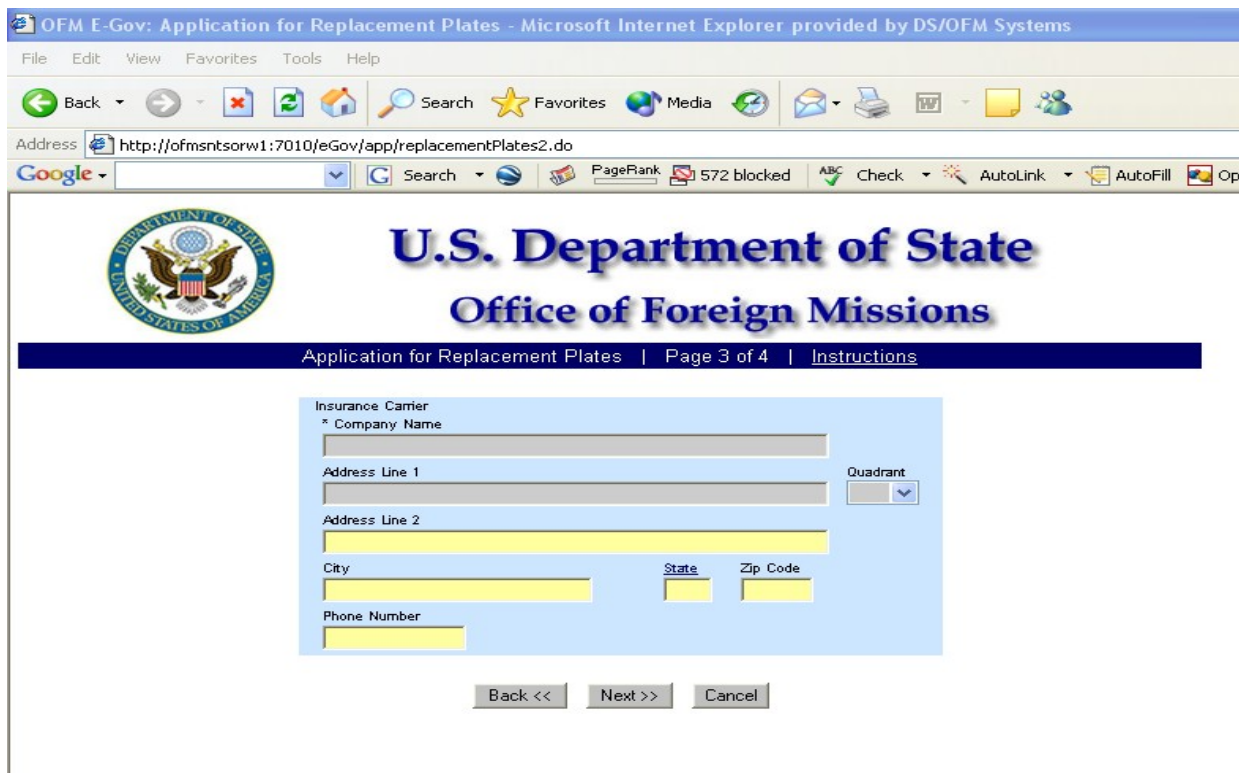 OFM E-Gov: Application for Replacement Plates - Microsoft Internet Explorer provided by DS/OFM Systems
File Edit View Favorites Tools Help
Back Search Favorites Media W
Address http://ofmsntsorw1:7010/eGov/app/replacementPlates2.do
Google G Search PageRank 572 blocked ABC Check AutoLink AutoFill Op
DEPARTMENT OF STATE
UNITED STATES OF AMERICA
U.S. Department of State
Office of Foreign Missions
Application for Replacement Plates | Page 3 of 4 | Instructions
Insurance Carrier
* Company Name
Address Line 1 Quadrant
Address Line 2
City State Zip Code
Phone Number
Back << Next >> Cancel